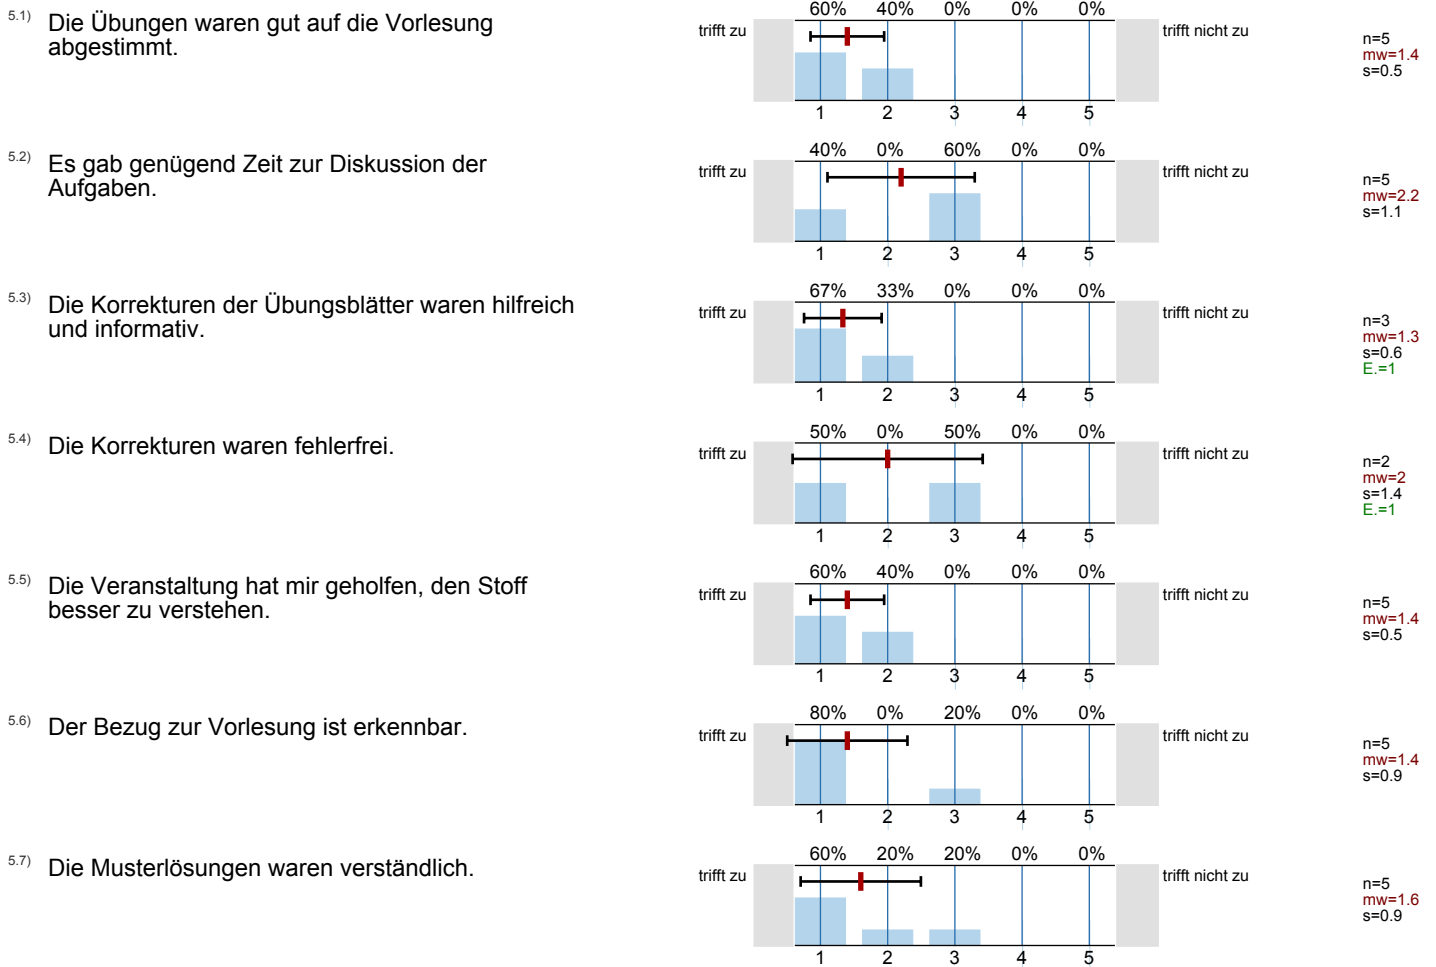 5.1) Die Übungen waren gut auf die Vorlesung
abgestimmt.
60% 40% 0% 0% 0%
trifft zu trifft nicht zu
1 2 3 4 5
n=5
mw=1.4
s=0.5
5.2) Es gab genügend Zeit zur Diskussion der
Aufgaben.
40% 0% 60% 0% 0%
trifft zu trifft nicht zu
1 2 3 4 5
n=5
mw=2.2
s=1.1
5.3) Die Korrekturen der Übungsblätter waren hilfreich
und informativ.
67% 33% 0% 0% 0%
trifft zu trifft nicht zu
1 2 3 4 5
n=3
mw=1.3
s=0.6
E.=1
5.4) Die Korrekturen waren fehlerfrei.
50% 0% 50% 0% 0%
trifft zu trifft nicht zu
1 2 3 4 5
n=2
mw=2
s=1.4
E.=1
5.5) Die Veranstaltung hat mir geholfen, den Stoff
besser zu verstehen.
60% 40% 0% 0% 0%
trifft zu trifft nicht zu
1 2 3 4 5
n=5
mw=1.4
s=0.5
5.6) Der Bezug zur Vorlesung ist erkennbar.
80% 0% 20% 0% 0%
trifft zu trifft nicht zu
1 2 3 4 5
n=5
mw=1.4
s=0.9
5.7) Die Musterlösungen waren verständlich.
60% 20% 20% 0% 0%
trifft zu trifft nicht zu
1 2 3 4 5
n=5
mw=1.6
s=0.9